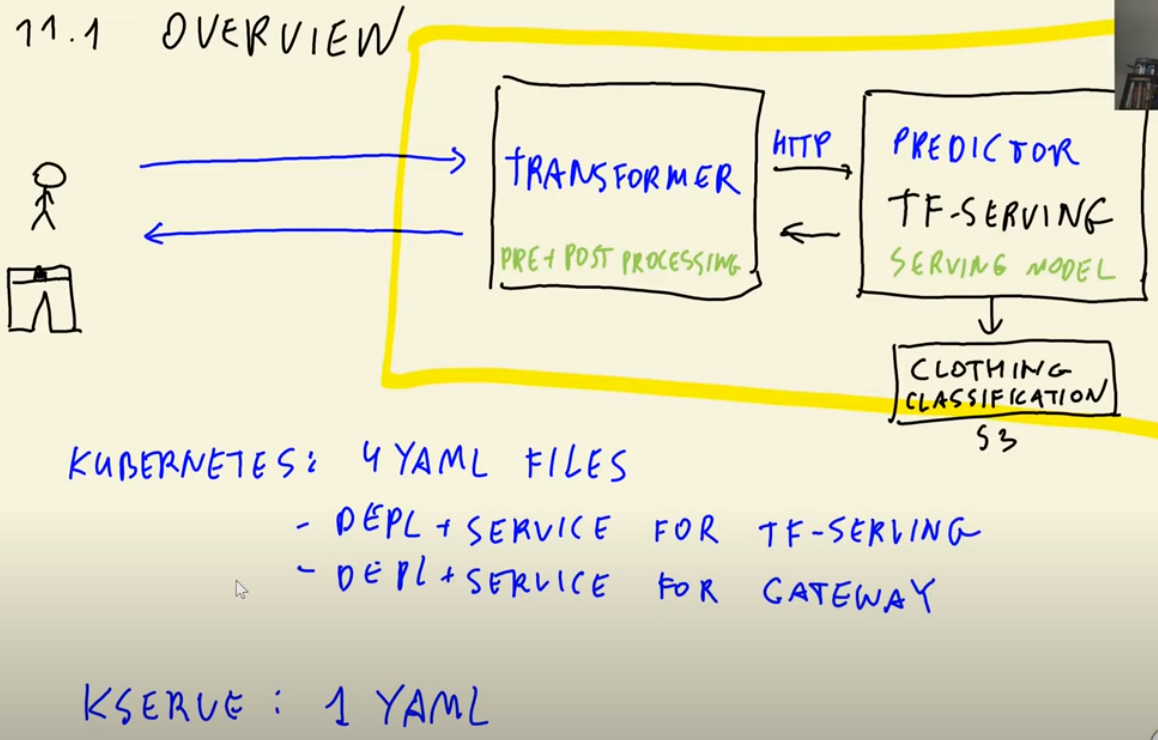 11.1 OVERVIEW
TRANSFORMER
PRE + POST PROCESSING
HTTP
PREDICTOR
TF-SERVING
SERVING MODEL
CLOTHING
CLASSIFICATION
S3
KUBERNETES: 4 YAML FILES
- DEPL + SERVICE FOR TF-SERVING
- DEPL + SERVICE FOR GATEWAY
KSERVE : 1 YAML